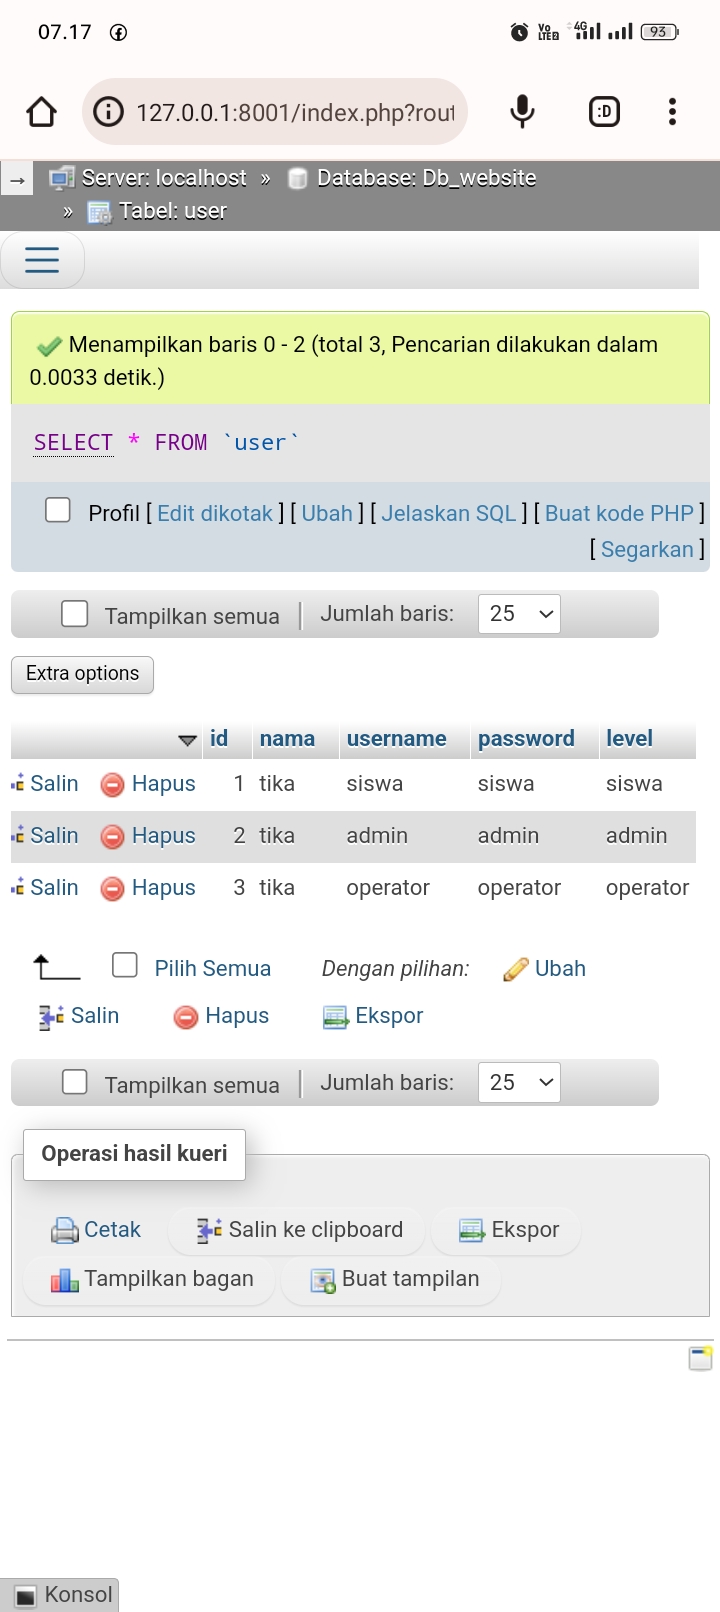 07.17
Vo LTE2 4G 93
127.0.0.1:8001/index.php?rout
:D
→ Server: localhost » Database: Db_website
» Tabel: user
Menampilkan baris 0 - 2 (total 3, Pencarian dilakukan dalam
0.0033 detik.)
SELECT * FROM `user`
Profil [ Edit dikotak ] [ Ubah ] [ Jelaskan SQL ] [ Buat kode PHP ]
[ Segarkan ]
Tampilkan semua | Jumlah baris: 25
Extra options
id nama username password level
Salin Hapus 1 tika siswa siswa siswa
Salin Hapus 2 tika admin admin admin
Salin Hapus 3 tika operator operator operator
Pilih Semua Dengan pilihan: Ubah
Salin Hapus Ekspor
Tampilkan semua | Jumlah baris: 25
Operasi hasil kueri
Cetak Salin ke clipboard Ekspor
Tampilkan bagan Buat tampilan
Konsol